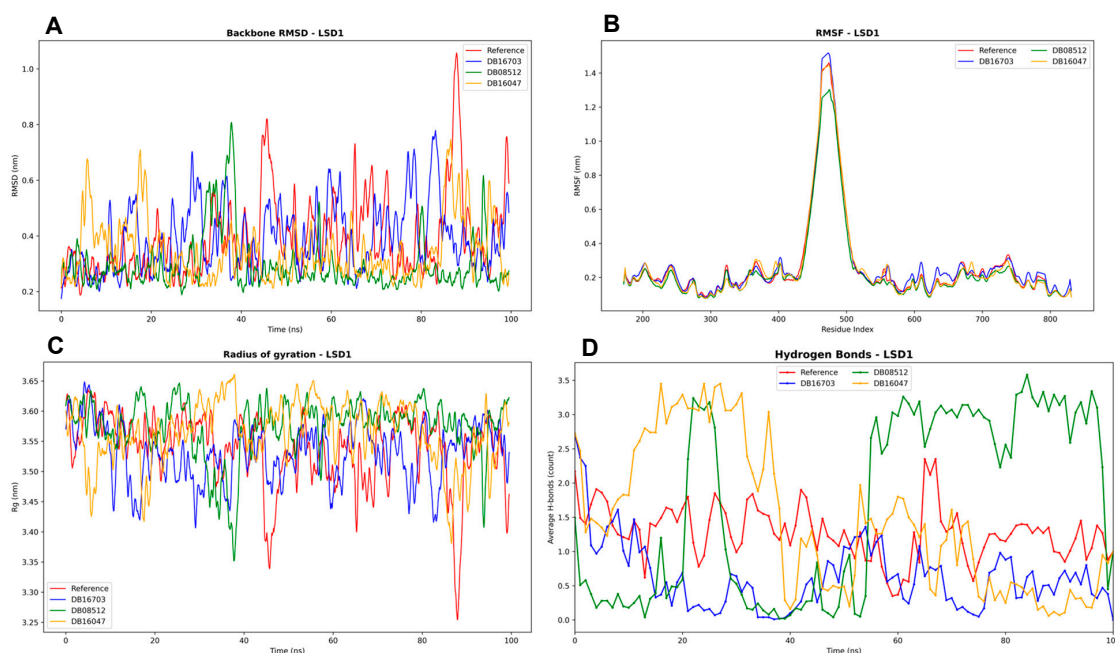 A
Backbone RMSD - LSD1
Reference
DB16703
DB08512
DB16047
RMSD (nm)
1.0
0.8
0.6
0.4
0.2
0 20 40 60 80 100
Time (ns)
B
RMSF - LSD1
Reference DB08512
DB16703 DB16047
RMSF (nm)
1.4
1.2
1.0
0.8
0.6
0.4
0.2
200 300 400 500 600 700 800
Residue Index
C
Radius of gyration - LSD1
Rg (nm)
3.65
3.60
3.55
3.50
3.45
3.40
3.35
3.30
3.25
Reference
DB16703
DB08512
DB16047
0 20 40 60 80 100
Time (ns)
D
Hydrogen Bonds - LSD1
Reference DB08512
DB16703 DB16047
Average H-bonds (count)
3.5
3.0
2.5
2.0
1.5
1.0
0.5
0.0
0 20 40 60 80 100
Time (ns)